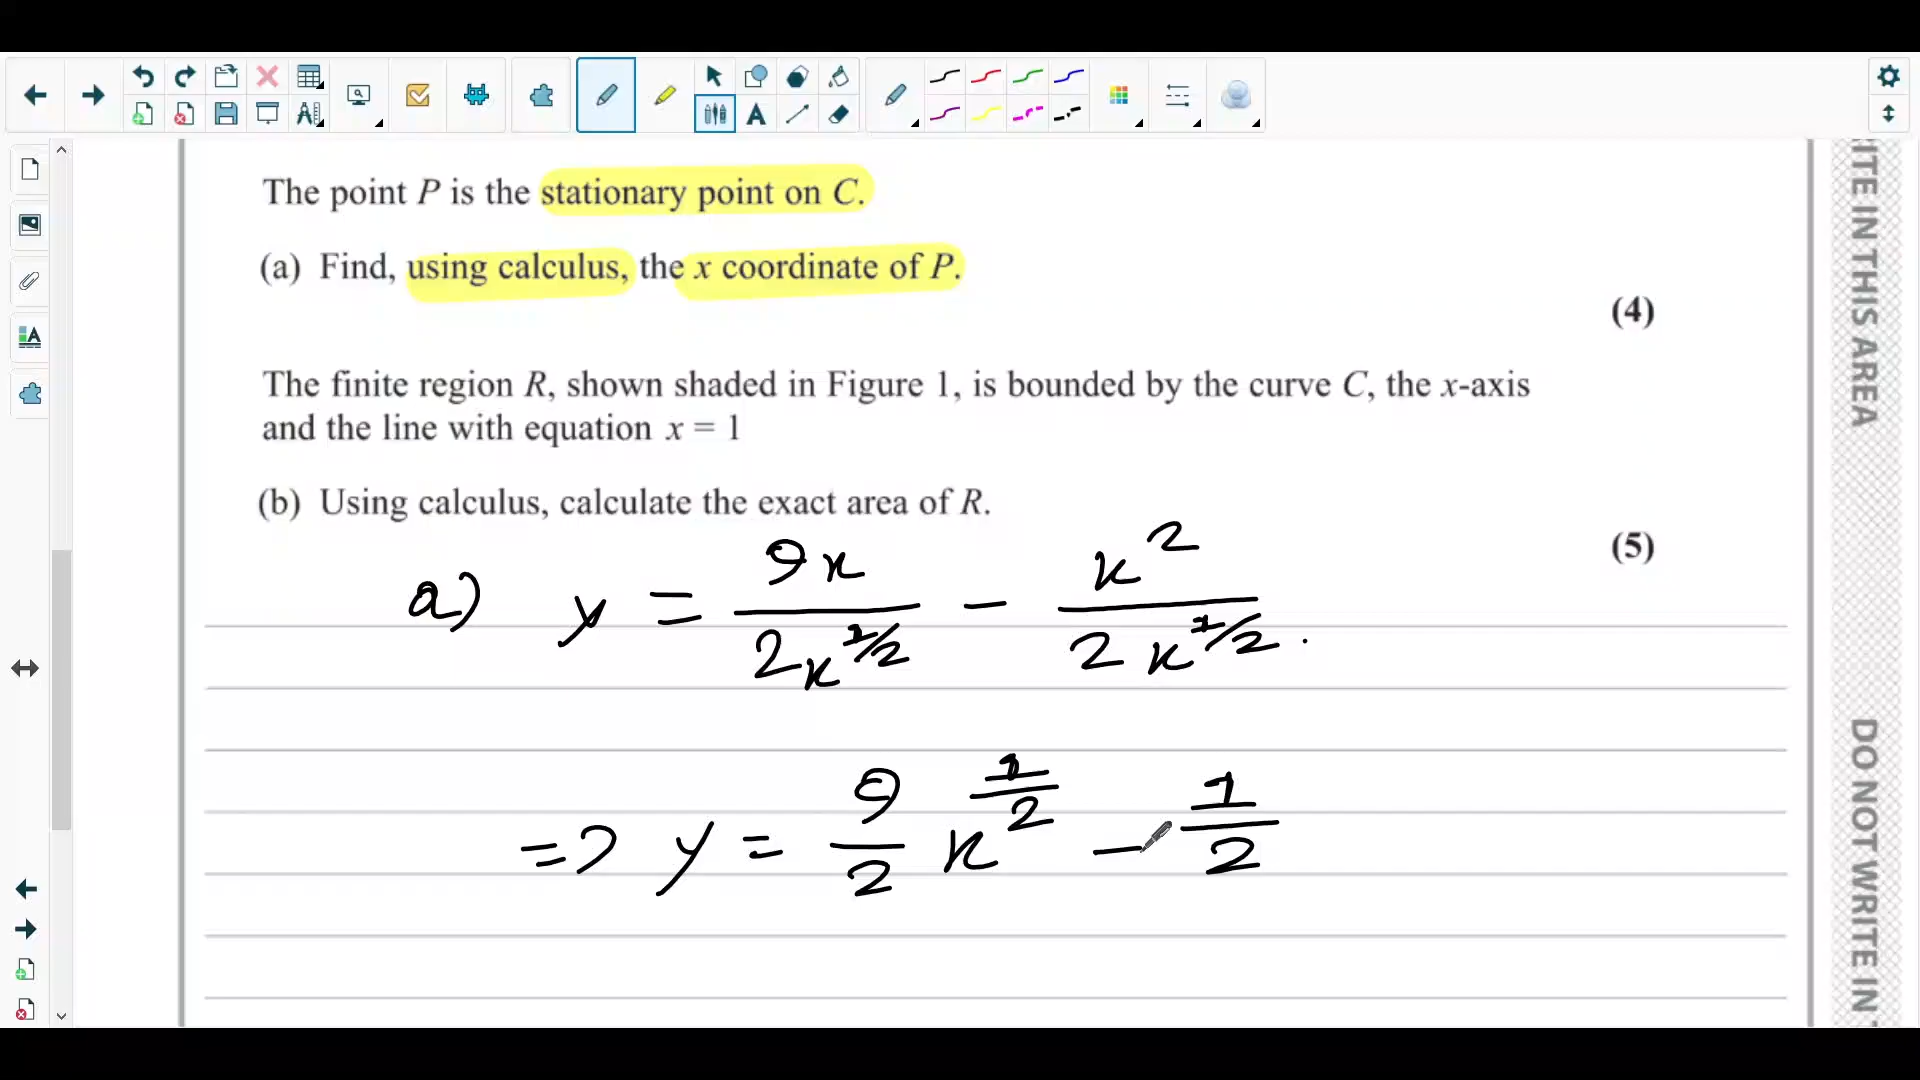 The point P is the stationary point on C.
(a) Find, using calculus, the x coordinate of P.
(4)
The finite region R, shown shaded in Figure 1, is bounded by the curve C, the x-axis
and the line with equation x = 1
(b) Using calculus, calculate the exact area of R.
(5)
a) y = 9x/2x^1/2 - x^2/2x^1/2.
=> y = 9/2 x^1/2 - 1/2
ITE IN THIS AREA
DO NOT WRITE IN